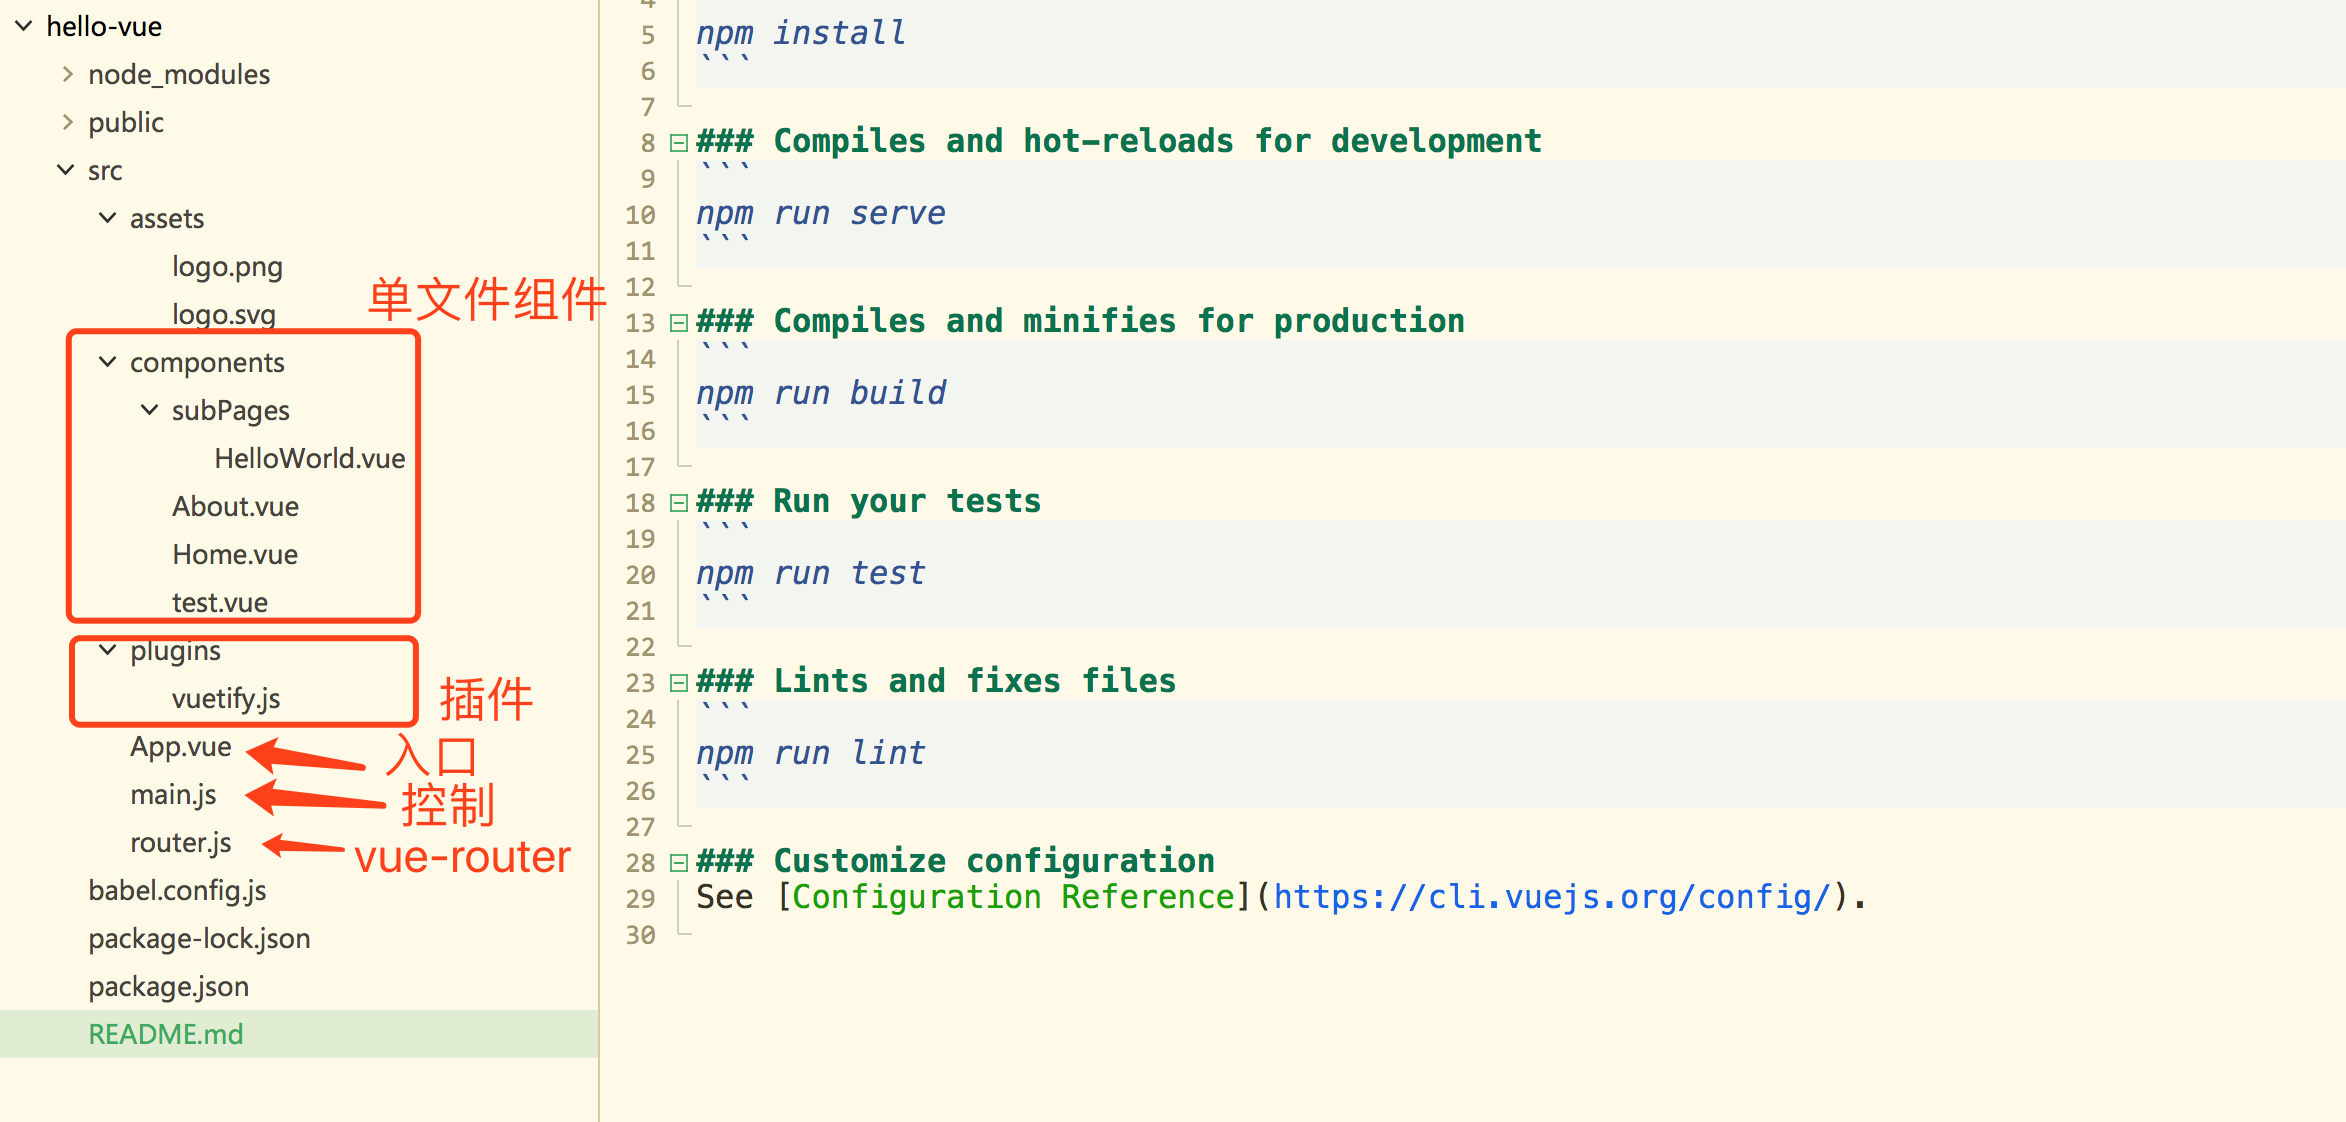 hello-vue
node_modules
public
src
assets
logo.png
logo.svg
单文件组件
components
subPages
HelloWorld.vue
About.vue
Home.vue
test.vue
plugins
vuetify.js
插件
App.vue
入口
main.js
控制
router.js
vue-router
babel.config.js
package-lock.json
package.json
README.md
4
5 npm install
6 ```
7
8 ### Compiles and hot-reloads for development
9 ```
10 npm run serve
11 ```
12
13 ### Compiles and minifies for production
14 ```
15 npm run build
16 ```
17
18 ### Run your tests
19 ```
20 npm run test
21 ```
22
23 ### Lints and fixes files
24 ```
25 npm run lint
26 ```
27
28 ### Customize configuration
29 See [Configuration Reference](https://cli.vuejs.org/config/).
30